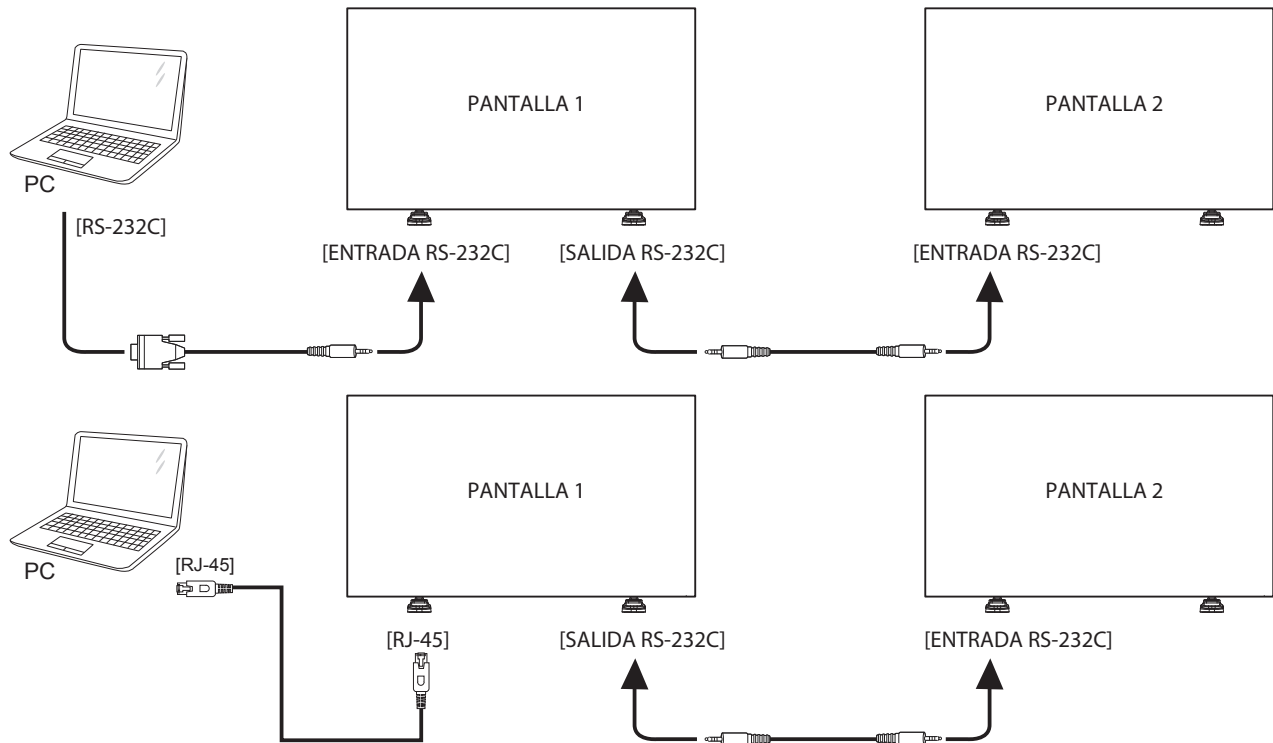 PANTALLA 1
PANTALLA 2
PC
[RS-232C]
[ENTRADA RS-232C]
[SALIDA RS-232C]
[ENTRADA RS-232C]
PANTALLA 1
PANTALLA 2
PC
[RJ-45]
[RJ-45]
[SALIDA RS-232C]
[ENTRADA RS-232C]